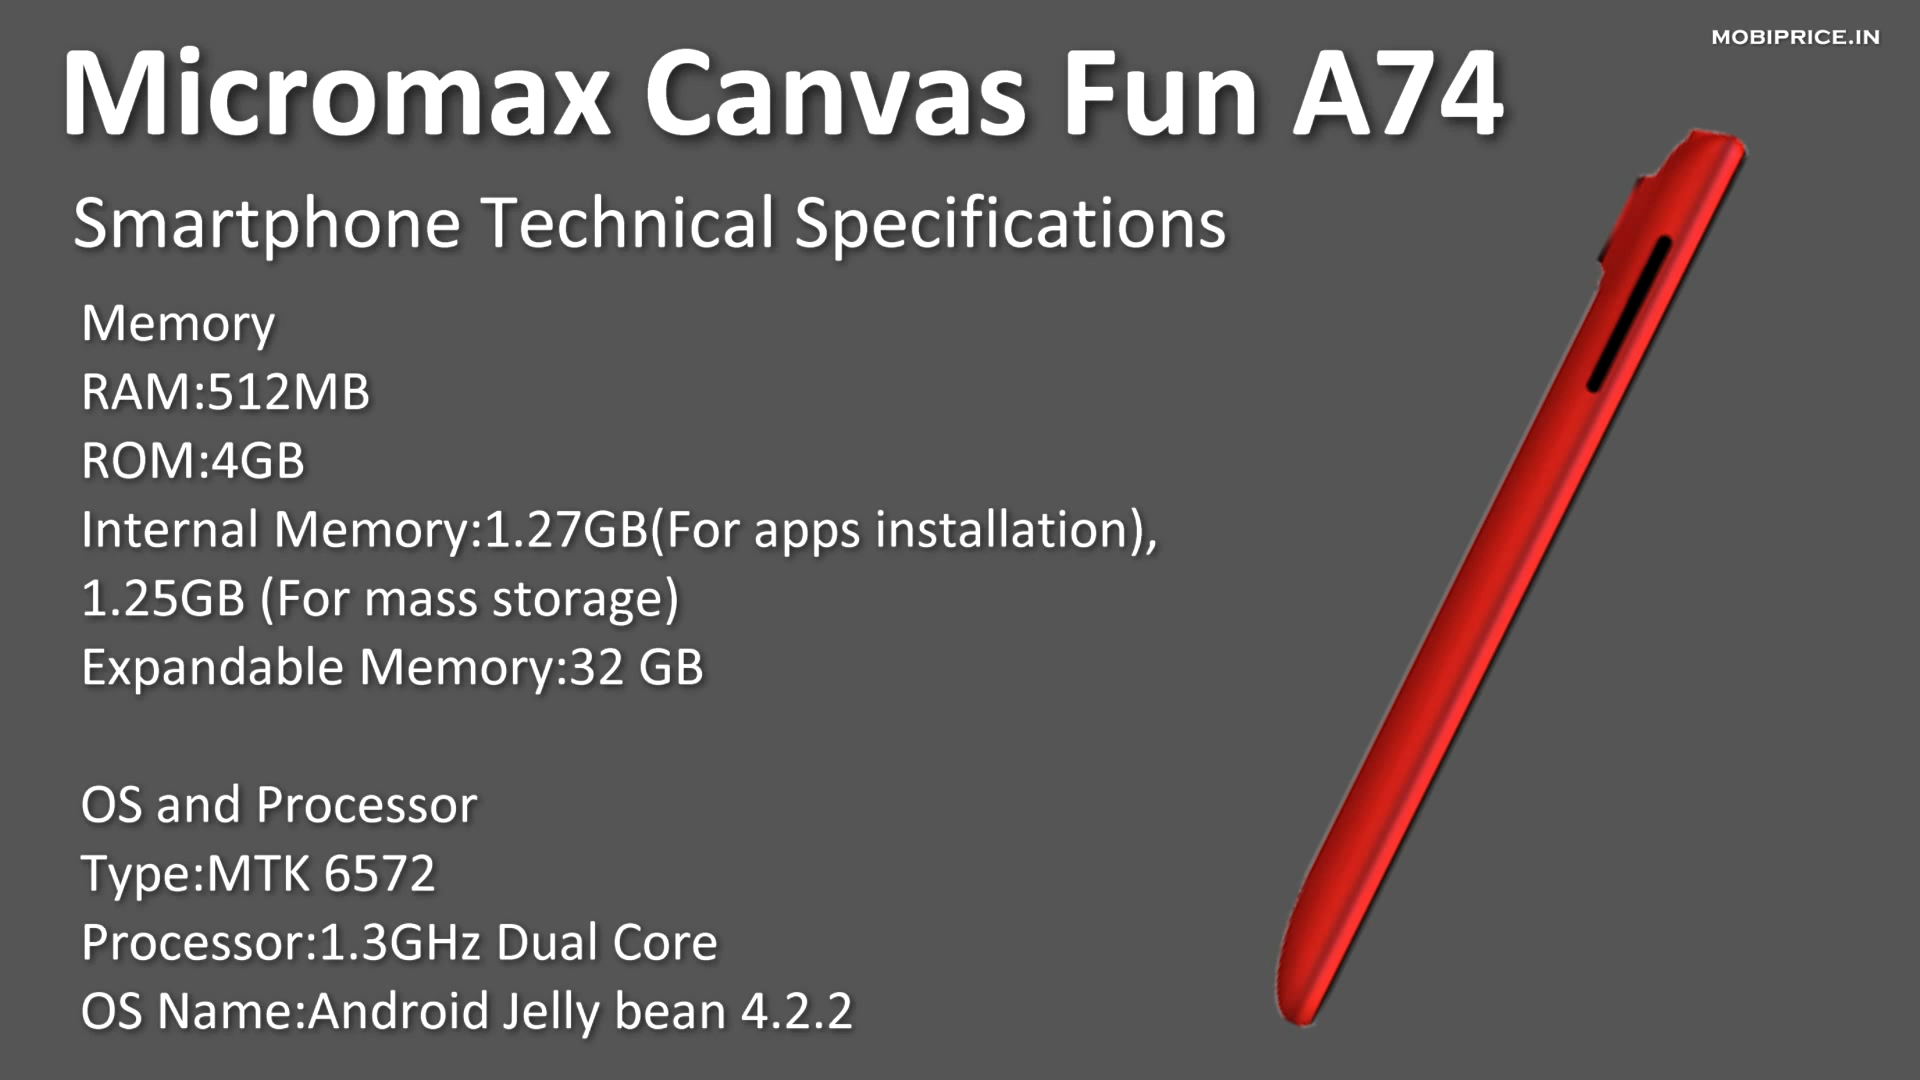 MOBIPRICE.IN
Micromax Canvas Fun A74
Smartphone Technical Specifications
Memory
RAM:512MB
ROM:4GB
Internal Memory:1.27GB(For apps installation),
1.25GB (For mass storage)
Expandable Memory:32 GB
OS and Processor
Type:MTK 6572
Processor:1.3GHz Dual Core
OS Name:Android Jelly bean 4.2.2